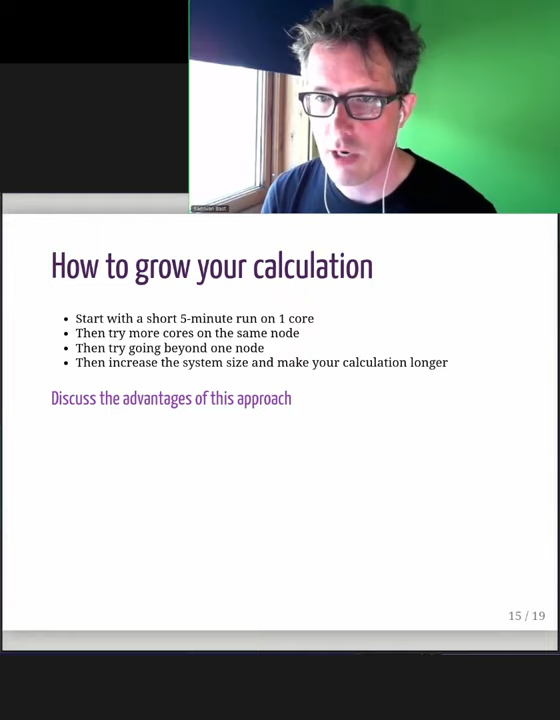 Radovan Bast
How to grow your calculation
Start with a short 5-minute run on 1 core
Then try more cores on the same node
Then try going beyond one node
Then increase the system size and make your calculation longer
Discuss the advantages of this approach
15 / 19